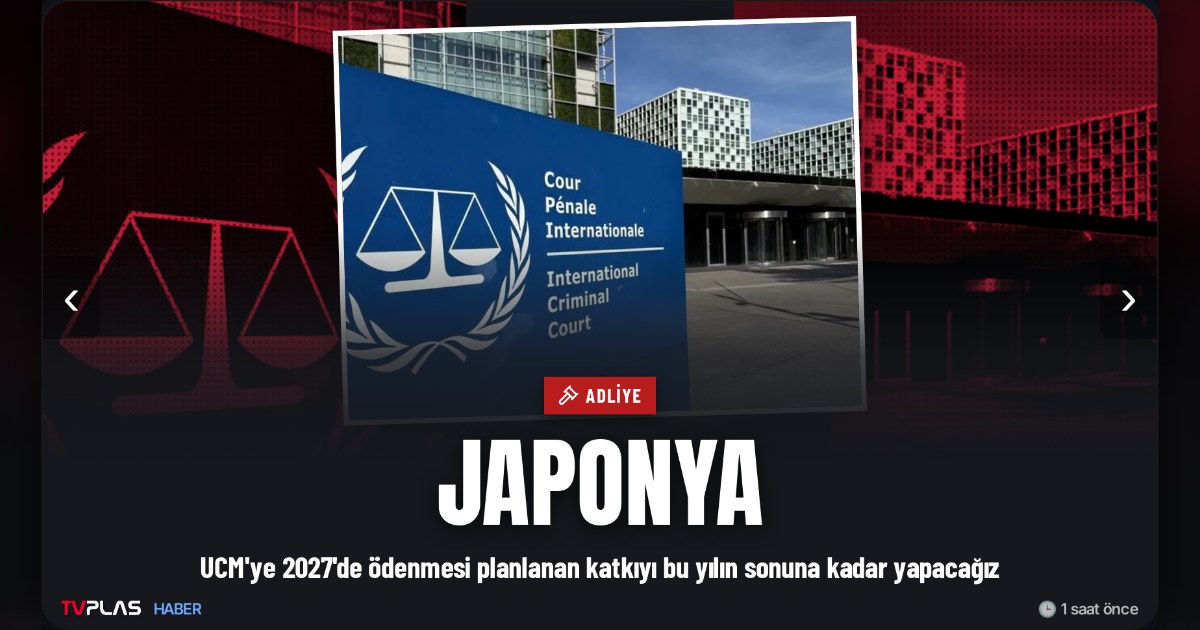 Cour
Pénale
Internationale
International
Criminal
Court
ADLİYE
JAPONYA
UCM'ye 2027'de ödenmesi planlanan katkıyı bu yılın sonuna kadar yapacağız
TVPLAS HABER
1 saat önce